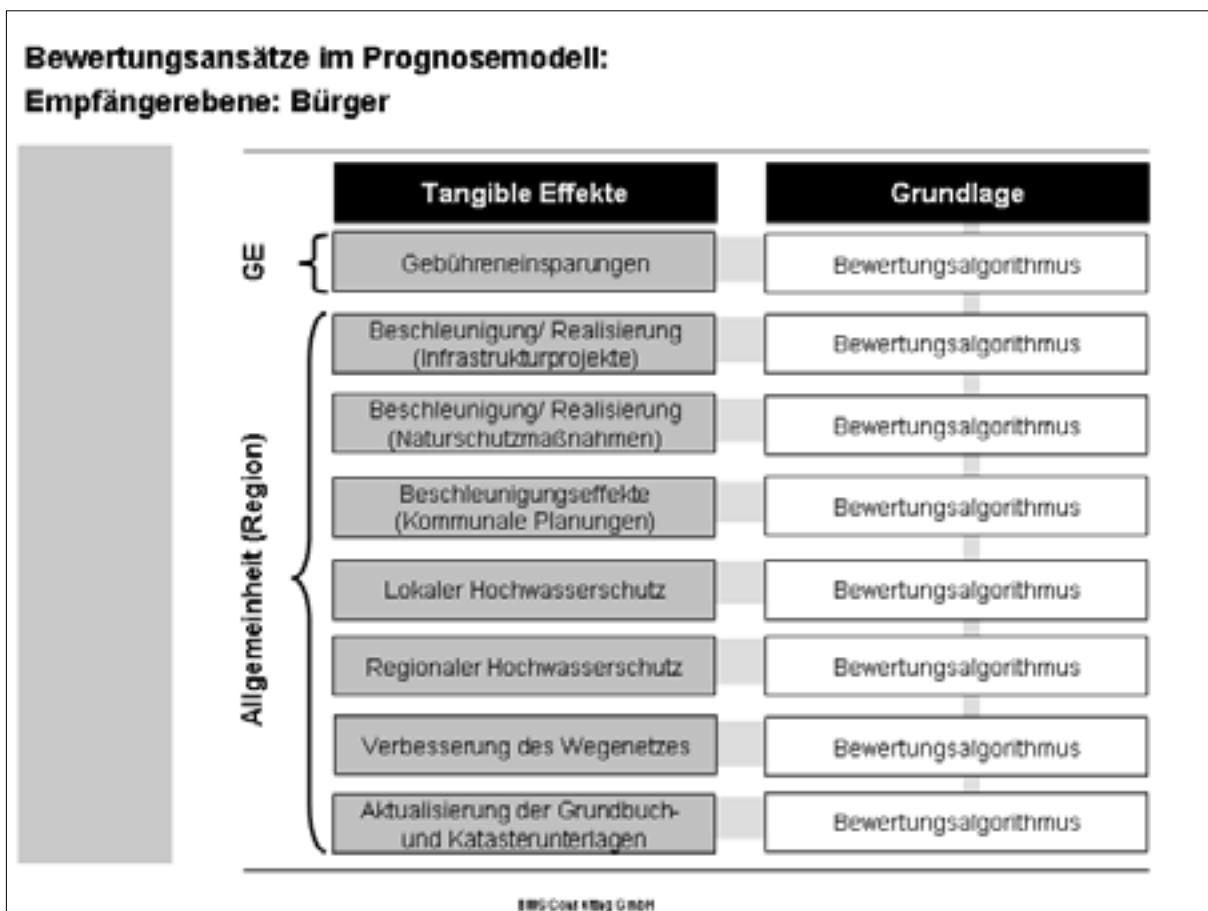 Bewertungsansätze im Prognosemodell:
Empfängerebene: Bürger
Tangible Effekte
Grundlage
GE
Gebühreneinsparungen
Bewertungsalgorithmus
Allgemeinheit (Region)
Beschleunigung/ Realisierung
(Infrastrukturprojekte)
Bewertungsalgorithmus
Beschleunigung/ Realisierung
(Naturschutzmaßnahmen)
Bewertungsalgorithmus
Beschleunigungseffekte
(Kommunale Planungen)
Bewertungsalgorithmus
Lokaler Hochwasserschutz
Bewertungsalgorithmus
Regionaler Hochwasserschutz
Bewertungsalgorithmus
Verbesserung des Wegenetzes
Bewertungsalgorithmus
Aktualisierung der Grundbuch-
und Katasterunterlagen
Bewertungsalgorithmus
Consulting GmbH